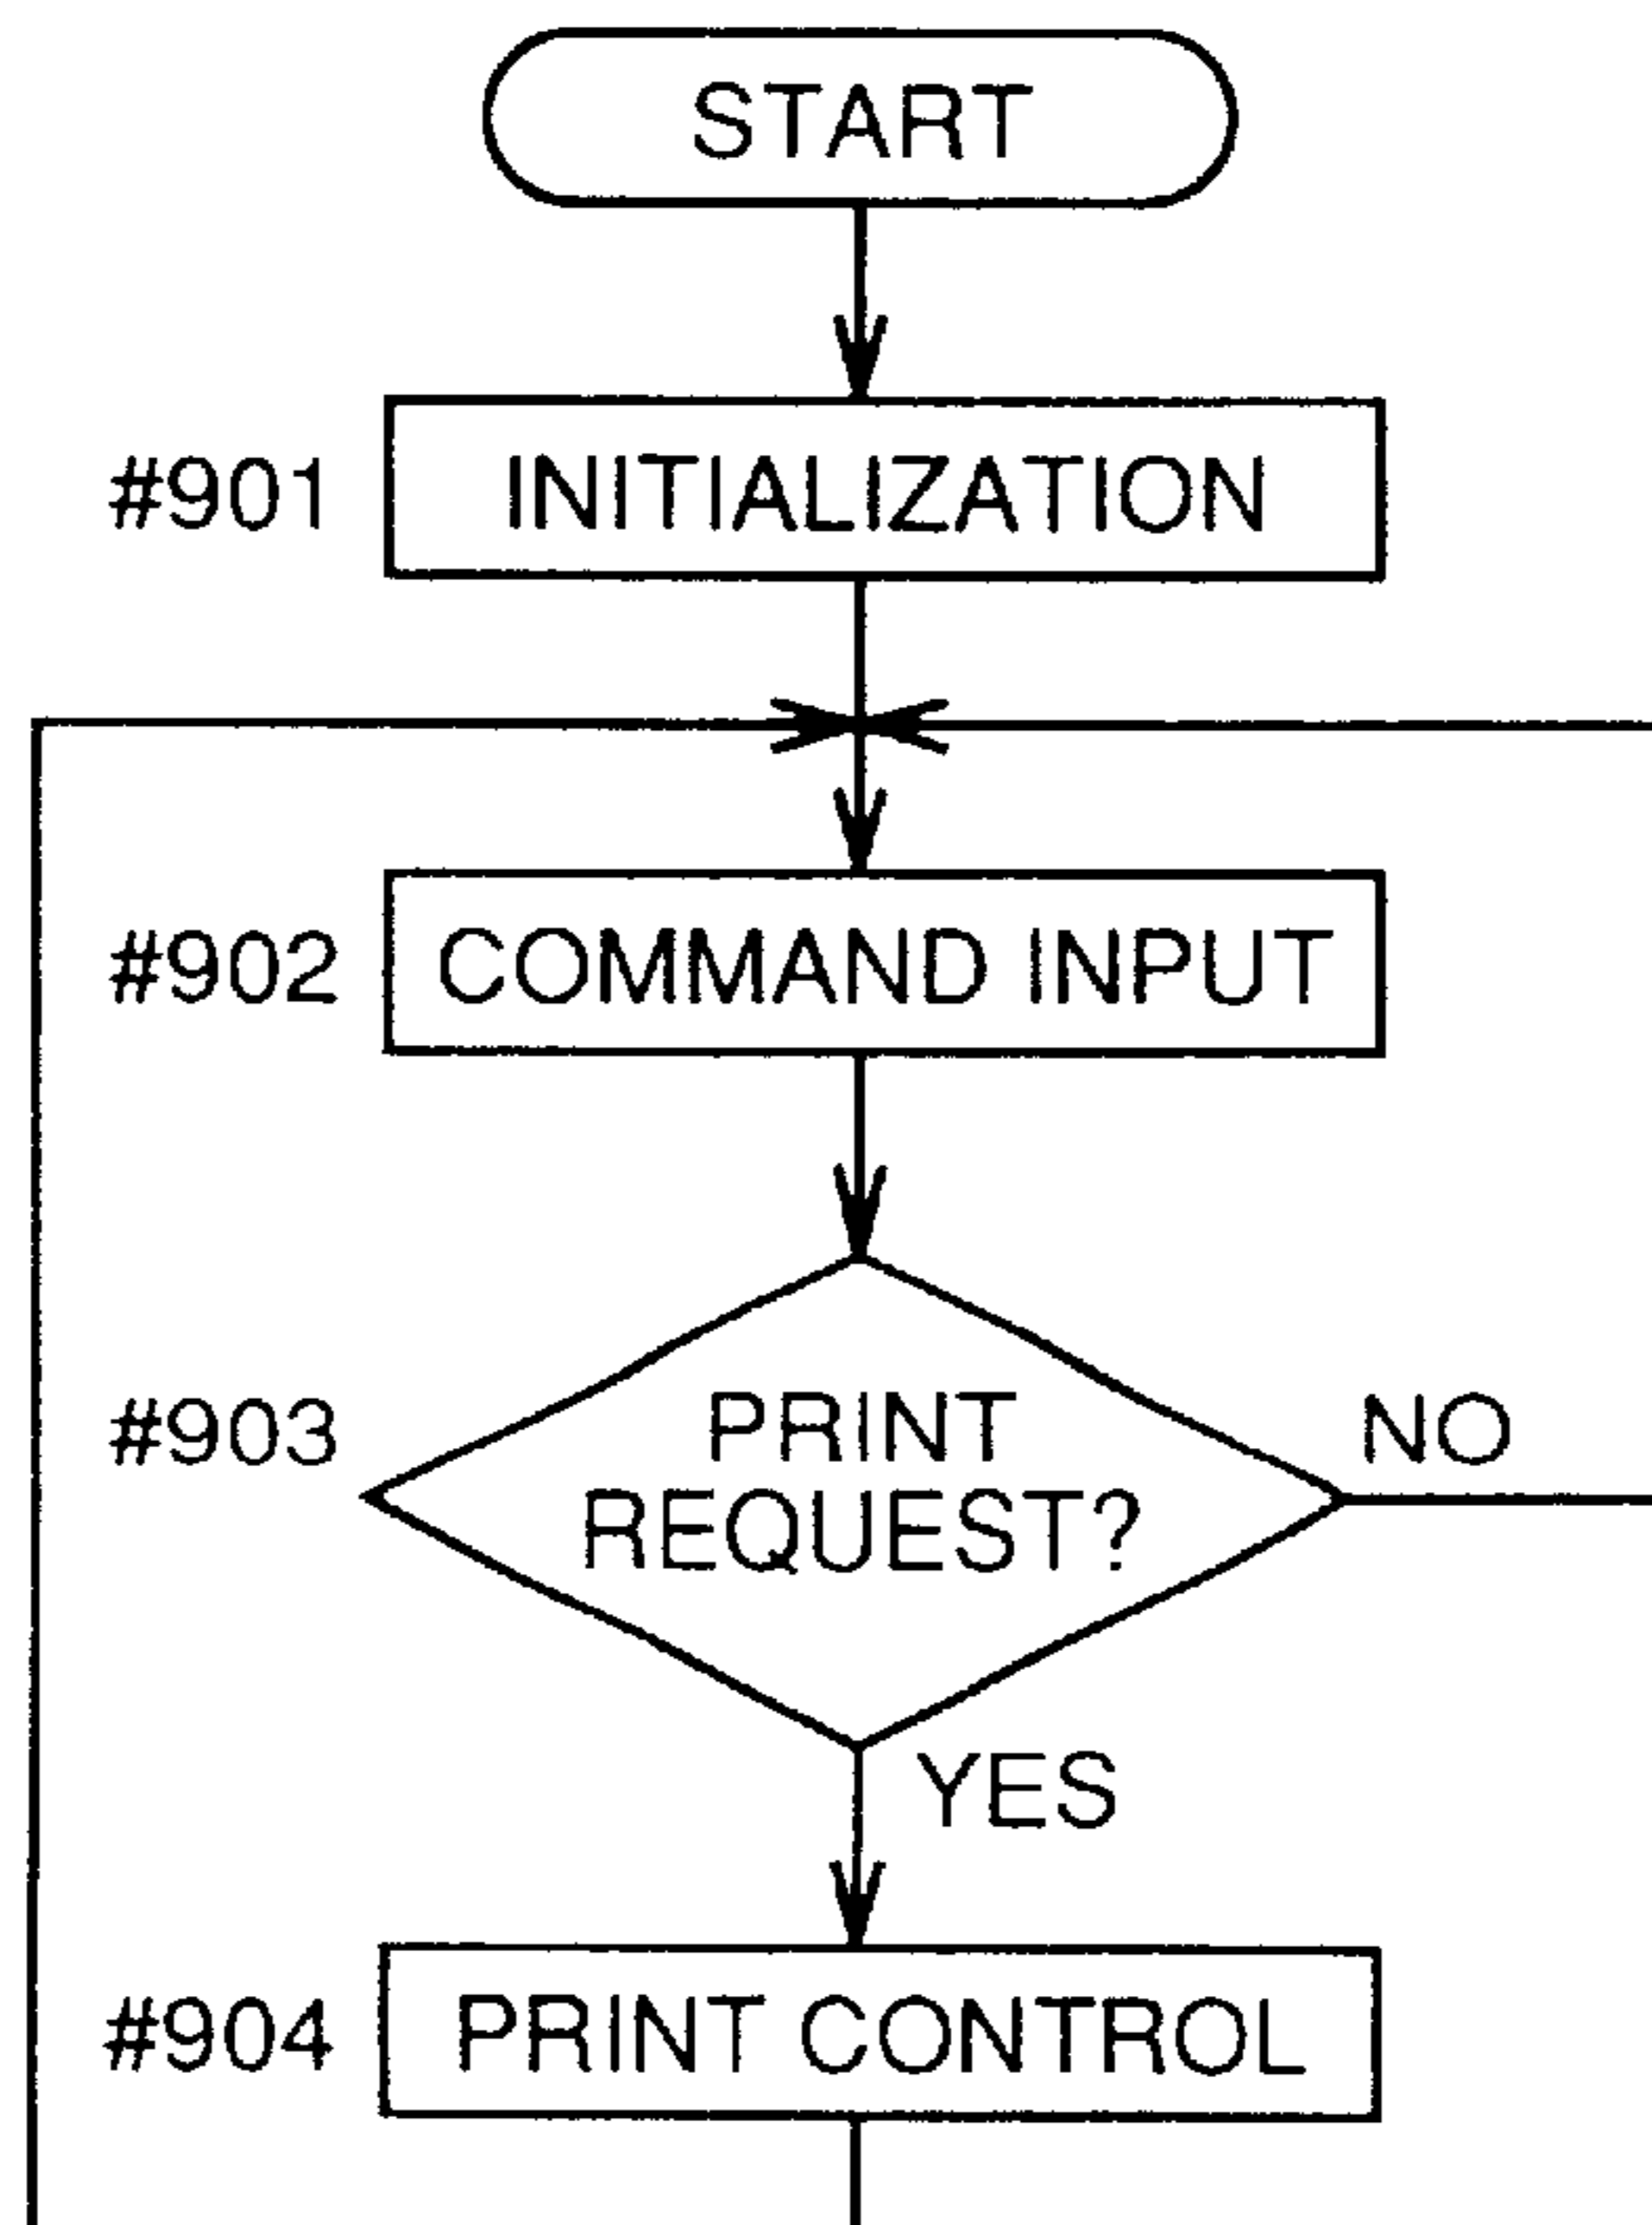 START
#901 INITIALIZATION
#902 COMMAND INPUT
#903 PRINT NO
REQUEST?
YES
#904 PRINT CONTROL